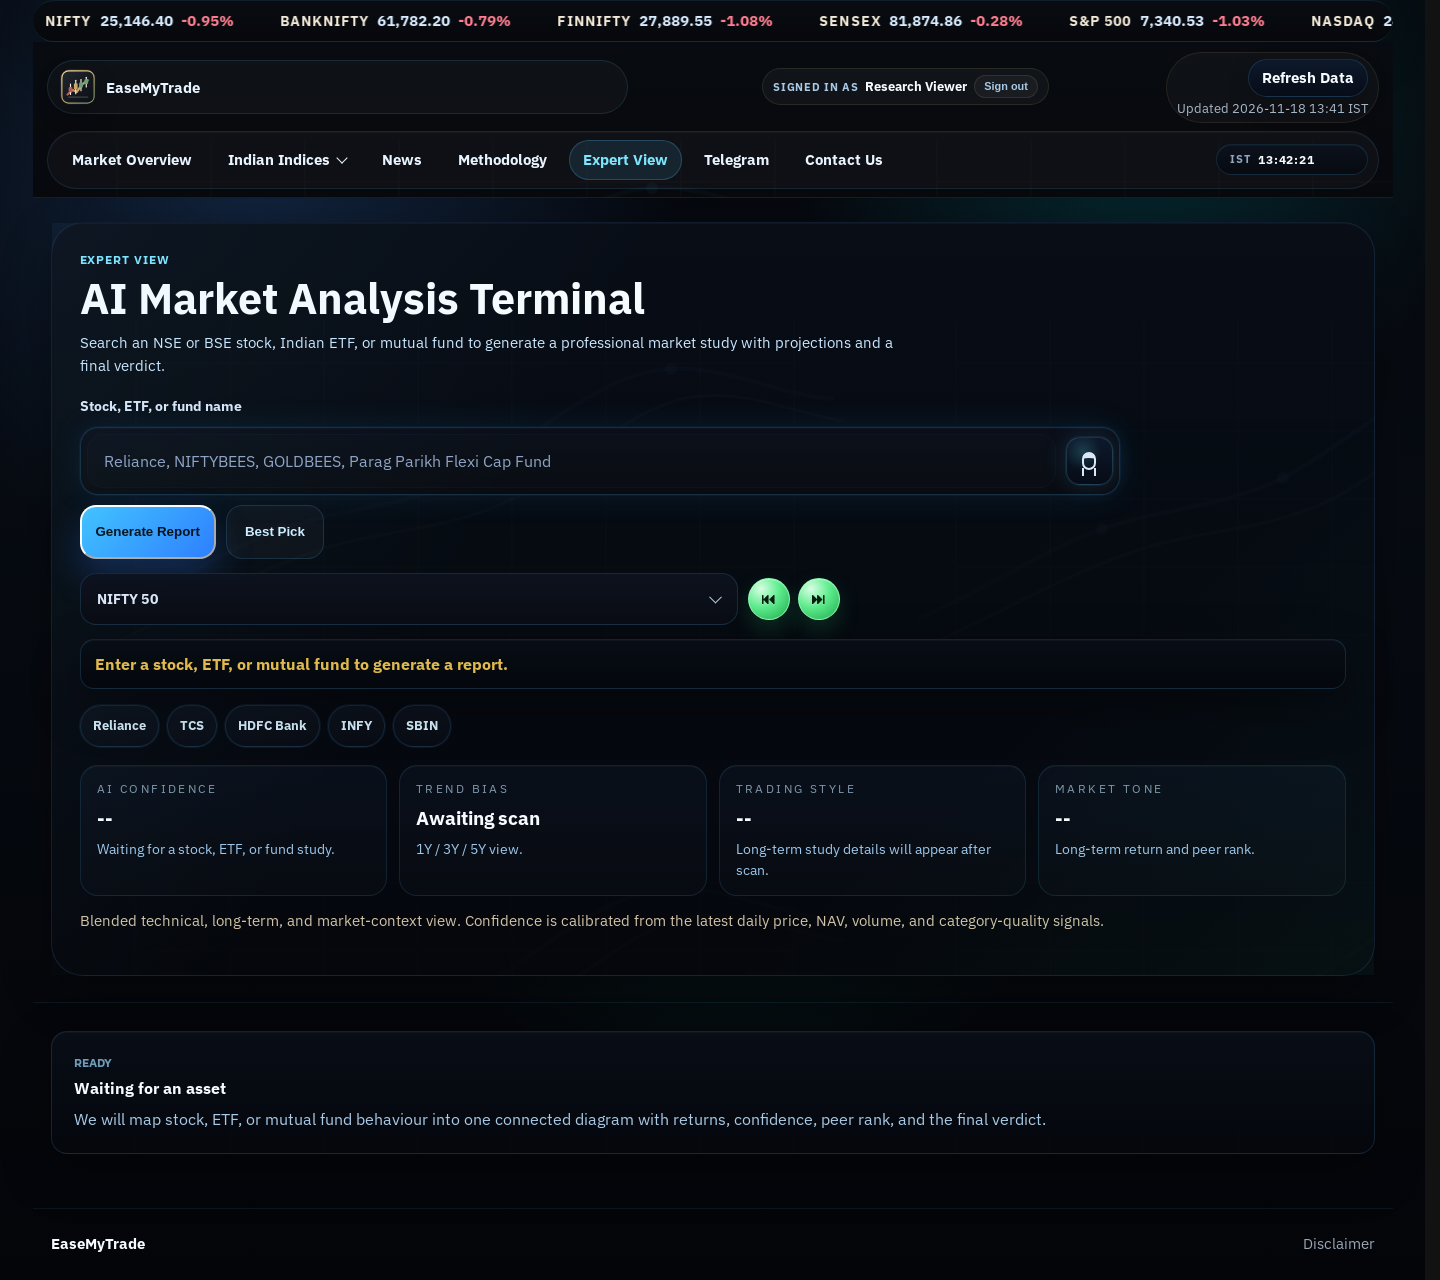 NIFTY 25,146.40 -0.95% BANKNIFTY 61,782.20 -0.79% FINNIFTY 27,889.55 -1.08% SENSEX 81,874.86 -0.28% S&P 500 7,340.53 -1.03% NASDAQ 2
EaseMyTrade
SIGNED IN AS Research Viewer Sign out
Refresh Data
Updated 2026-11-18 13:41 IST
Market Overview Indian Indices News Methodology Expert View Telegram Contact Us IST 13:42:21
EXPERT VIEW
AI Market Analysis Terminal
Search an NSE or BSE stock, Indian ETF, or mutual fund to generate a professional market study with projections and a
final verdict.
Stock, ETF, or fund name
Reliance, NIFTYBEES, GOLDBEES, Parag Parikh Flexi Cap Fund
Generate Report Best Pick
NIFTY 50
Enter a stock, ETF, or mutual fund to generate a report.
Reliance TCS HDFC Bank INFY SBIN
AI CONFIDENCE
--
Waiting for a stock, ETF, or fund study.
TREND BIAS
Awaiting scan
1Y / 3Y / 5Y view.
TRADING STYLE
--
Long-term study details will appear after
scan.
MARKET TONE
--
Long-term return and peer rank.
Blended technical, long-term, and market-context view. Confidence is calibrated from the latest daily price, NAV, volume, and category-quality signals.
READY
Waiting for an asset
We will map stock, ETF, or mutual fund behaviour into one connected diagram with returns, confidence, peer rank, and the final verdict.
EaseMyTrade Disclaimer